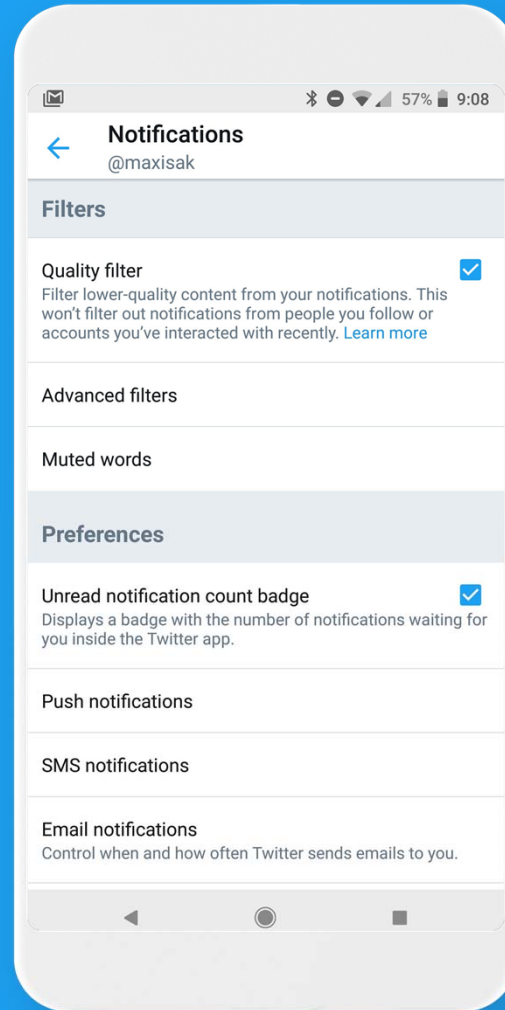 57% 9:08
Notifications
@maxisak
Filters
Quality filter
Filter lower-quality content from your notifications. This
won’t filter out notifications from people you follow or
accounts you’ve interacted with recently. Learn more
Advanced filters
Muted words
Preferences
Unread notification count badge
Displays a badge with the number of notifications waiting for
you inside the Twitter app.
Push notifications
SMS notifications
Email notifications
Control when and how often Twitter sends emails to you.